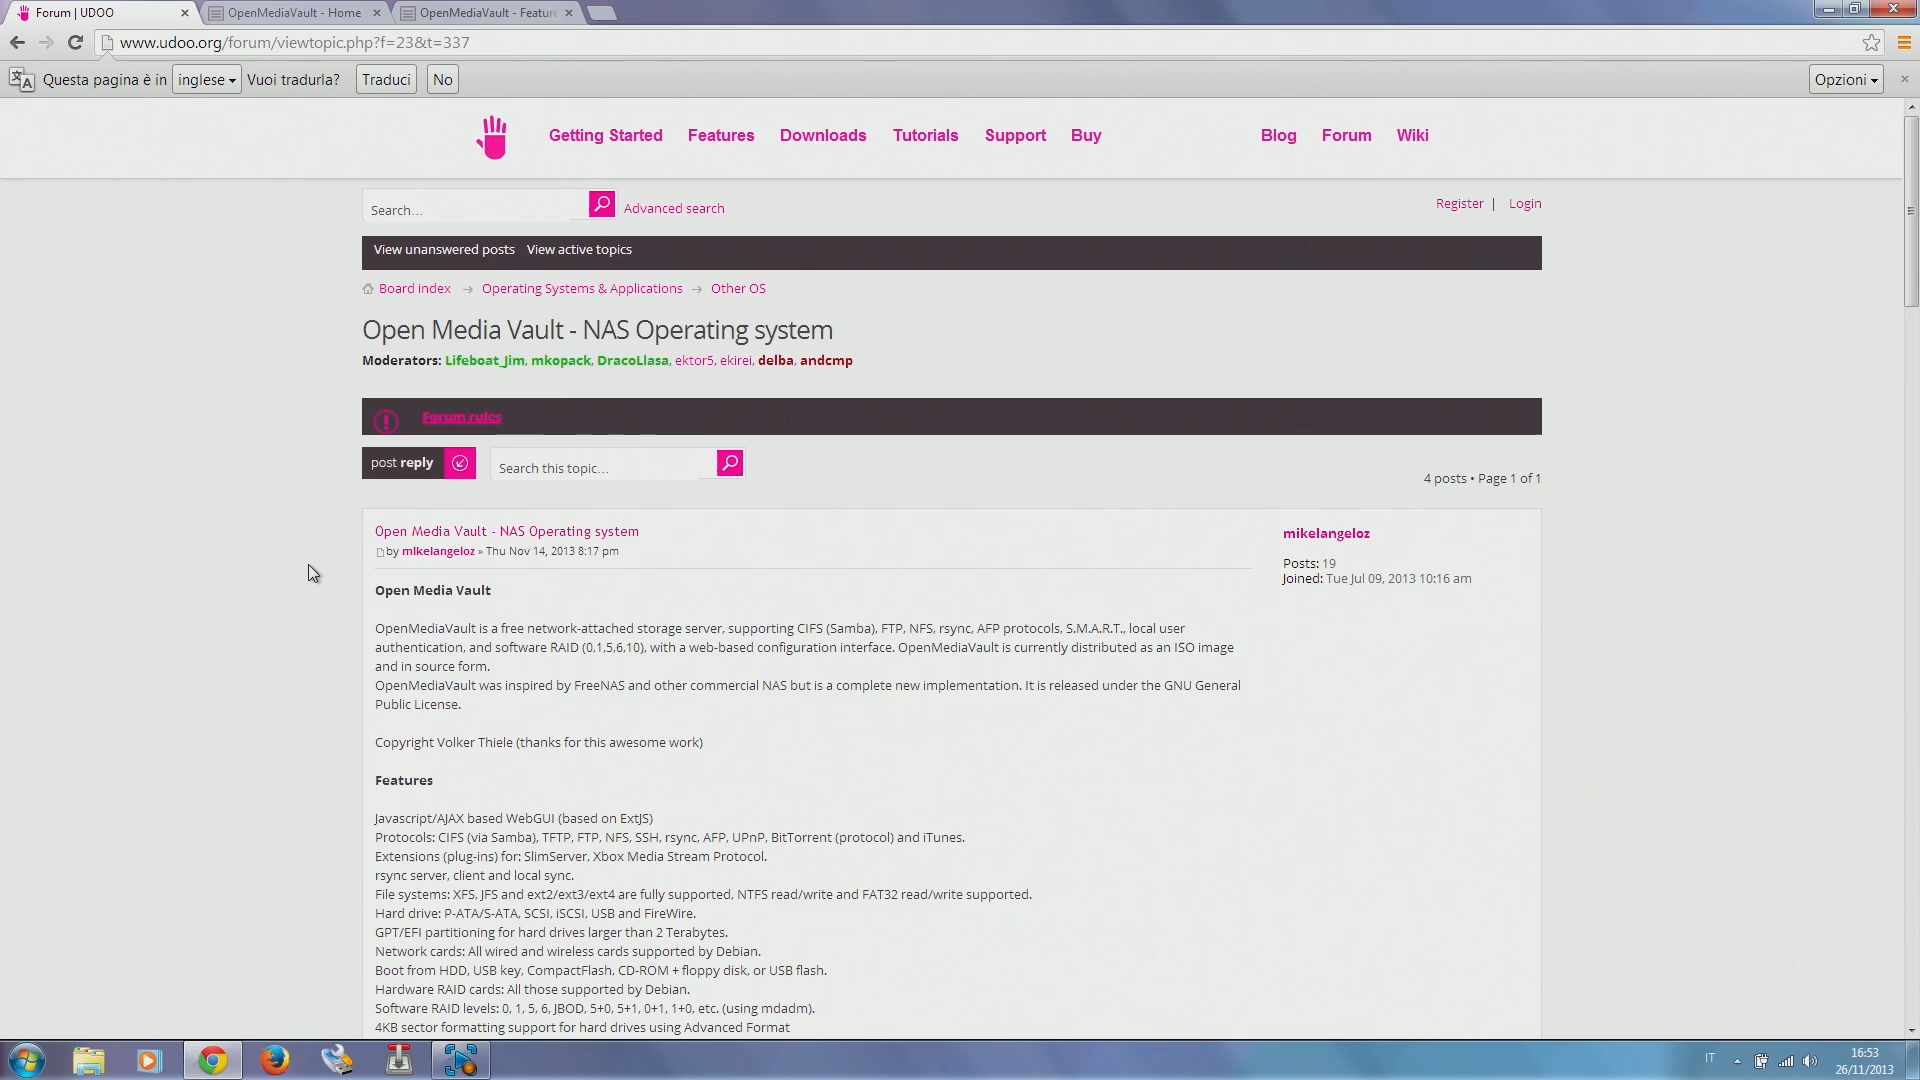 Forum | UDOO
OpenMediaVault - Home
OpenMediaVault - Feature
www.udoo.org/forum/viewtopic.php?f=23&t=337
Questa pagina è in inglese Vuoi tradurla? Traduci No Opzioni
Getting Started Features Downloads Tutorials Support Buy Blog Forum Wiki
Search... Advanced search Register | Login
View unanswered posts View active topics
Board index → Operating Systems & Applications → Other OS
Open Media Vault - NAS Operating system
Moderators: Lifeboat_Jim, mkopack, DracoLlasa, ektor5, ekirei, delba, andcmp
Forum rules
post reply Search this topic...
4 posts • Page 1 of 1
Open Media Vault - NAS Operating system
by mikelangeloz » Thu Nov 14, 2013 8:17 pm
mikelangeloz
Posts: 19
Joined: Tue Jul 09, 2013 10:16 am
Open Media Vault
OpenMediaVault is a free network-attached storage server, supporting CIFS (Samba), FTP, NFS, rsync, AFP protocols, S.M.A.R.T., local user
authentication, and software RAID (0,1,5,6,10), with a web-based configuration interface. OpenMediaVault is currently distributed as an ISO image
and in source form.
OpenMediaVault was inspired by FreeNAS and other commercial NAS but is a complete new implementation. It is released under the GNU General
Public License.
Copyright Volker Thiele (thanks for this awesome work)
Features
Javascript/AJAX based WebGUI (based on ExtJS)
Protocols: CIFS (via Samba), TFTP, FTP, NFS, SSH, rsync, AFP, UPnP, BitTorrent (protocol) and iTunes.
Extensions (plug-ins) for: SlimServer, Xbox Media Stream Protocol.
rsync server, client and local sync.
File systems: XFS, JFS and ext2/ext3/ext4 are fully supported, NTFS read/write and FAT32 read/write supported.
Hard drive: P-ATA/S-ATA, SCSI, iSCSI, USB and FireWire.
GPT/EFI partitioning for hard drives larger than 2 Terabytes.
Network cards: All wired and wireless cards supported by Debian.
Boot from HDD, USB key, CompactFlash, CD-ROM + floppy disk, or USB flash.
Hardware RAID cards: All those supported by Debian.
Software RAID levels: 0, 1, 5, 6, JBOD, 5+0, 5+1, 0+1, 1+0, etc. (using mdadm).
4KB sector formatting support for hard drives using Advanced Format
IT
16:53
26/11/2013